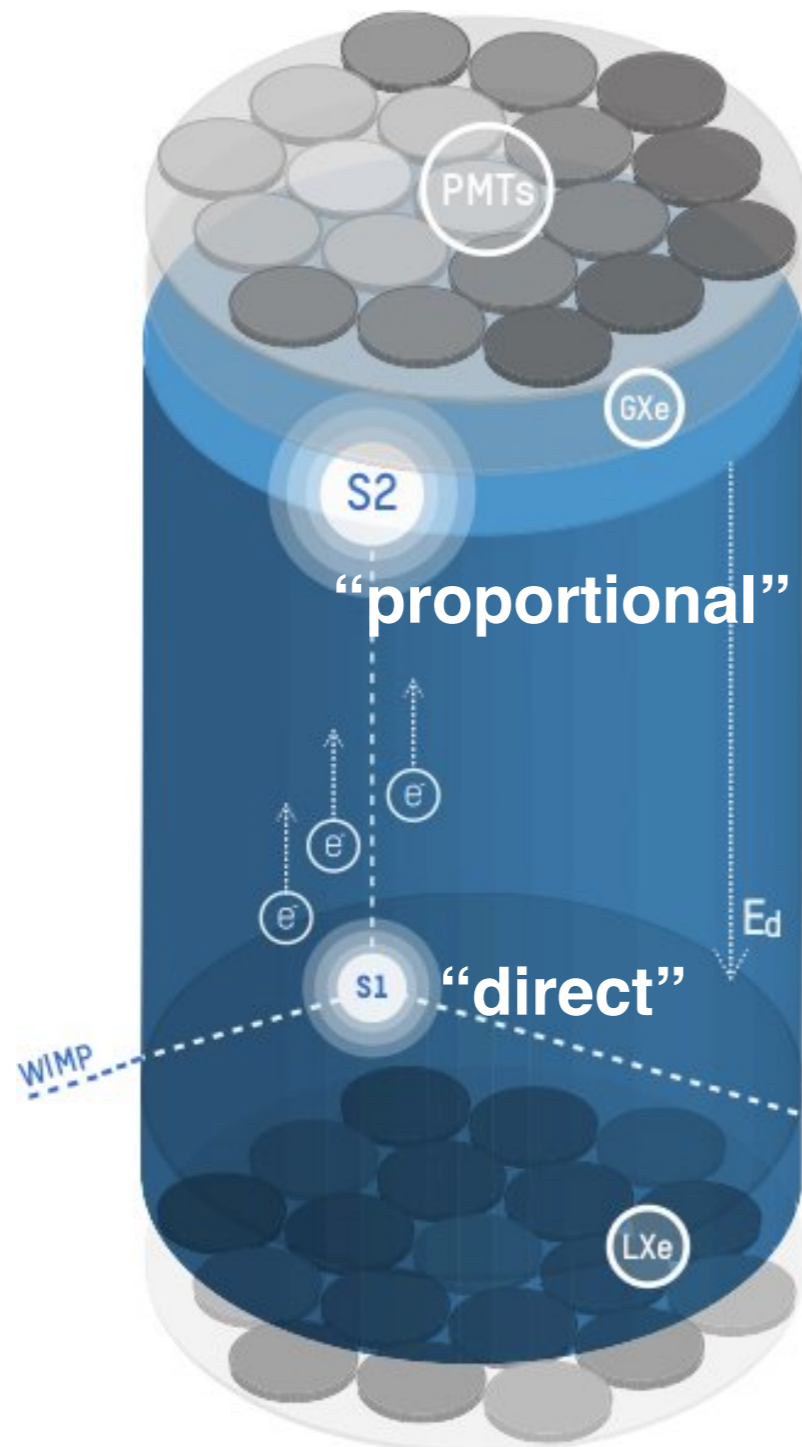 PMTs
GXe
S2
“proportional”
e-
e-
e-
Ed
S1
“direct”
WIMP
LXe